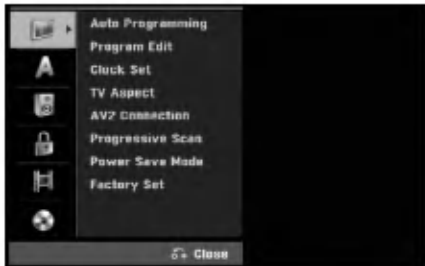 Auto Programming
Program Edit
A
Clock Set
TV Aspect
AV2 Connection
Progressive Scan
Power Save Mode
Factory Set
Close